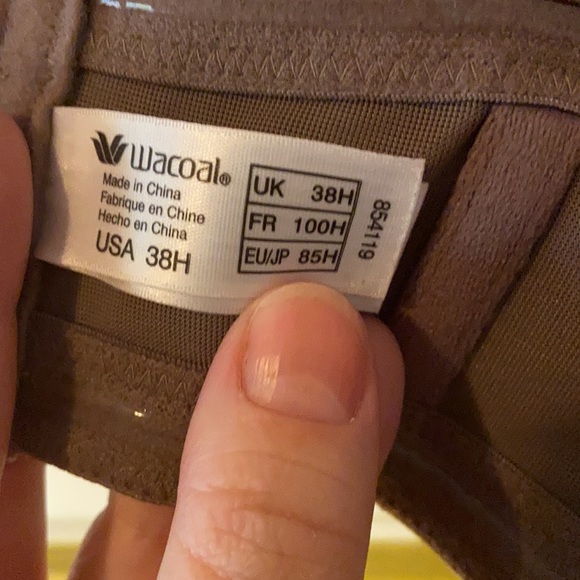 wacoal®
Made in China
Fabrique en Chine
Hecho en China
USA 38H
UK 38H
FR 100H
EU/JP 85H
854119